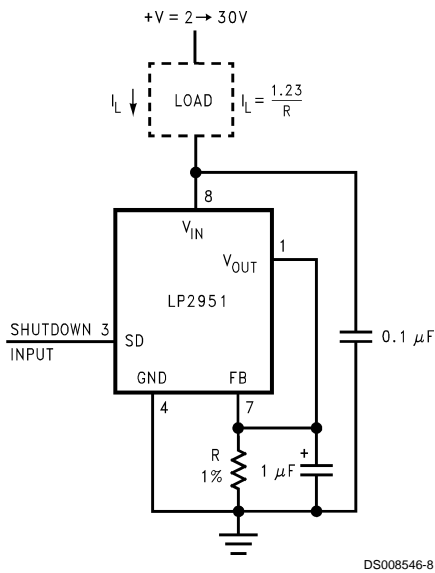 +V = 2 → 30V
I_L ↓
LOAD
I_L = 1.23 / R
8
V_IN
1
V_OUT
LP2951
0.1 μF
SHUTDOWN 3
INPUT
SD
GND
FB
4
7
R
1%
+
1 μF
DS008546-8